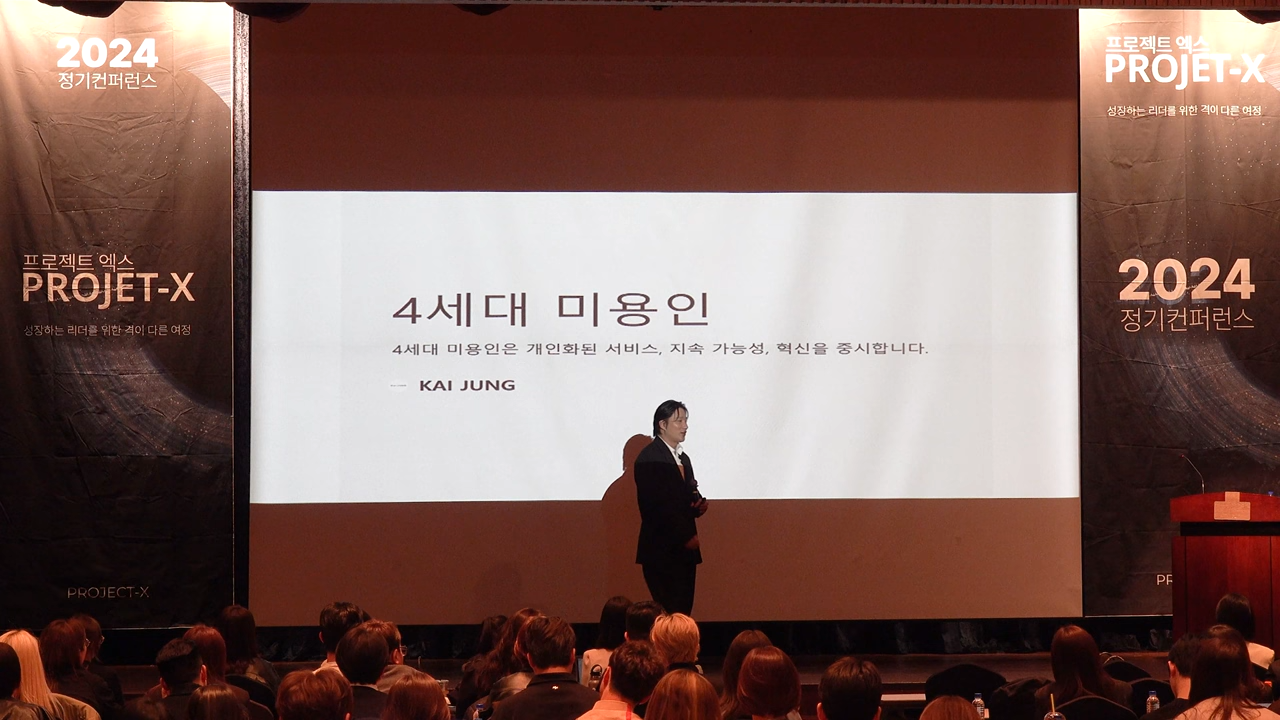 2024
정기컨퍼런스
프로젝트 엑스
PROJET-X
성장하는 리더를 위한 격이 다른 여정
PROJECT-X
4세대 미용인
4세대 미용인은 개인화된 서비스, 지속 가능성, 혁신을 중시합니다.
— KAI JUNG
프로젝트 엑스
PROJET-X
성장하는 리더를 위한 격이 다른 여정
2024
정기컨퍼런스
PR